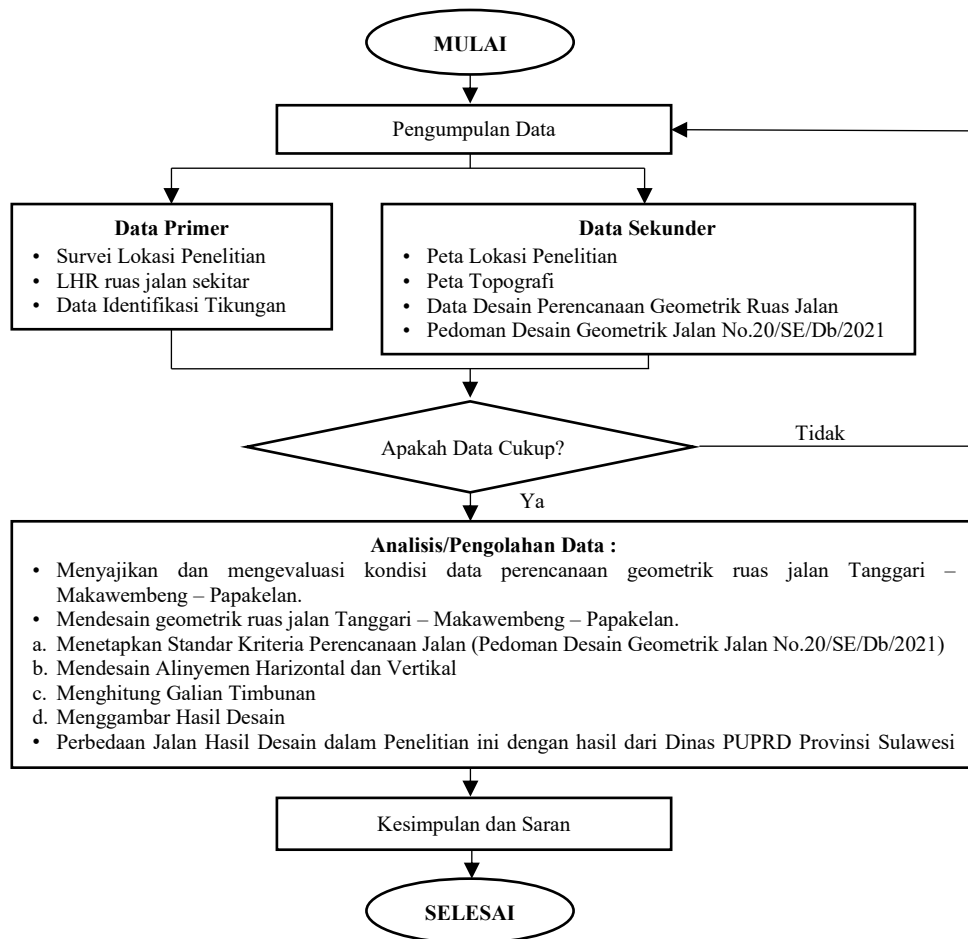 MULAI
Pengumpulan Data
Data Primer
• Survei Lokasi Penelitian
• LHR ruas jalan sekitar
• Data Identifikasi Tikungan
Data Sekunder
• Peta Lokasi Penelitian
• Peta Topografi
• Data Desain Perencanaan Geometrik Ruas Jalan
• Pedoman Desain Geometrik Jalan No.20/SE/Db/2021
Apakah Data Cukup?
Tidak
Ya
Analisis/Pengolahan Data :
• Menyajikan dan mengevaluasi kondisi data perencanaan geometrik ruas jalan Tanggari –
Makawembeng – Papakelan.
• Mendesain geometrik ruas jalan Tanggari – Makawembeng – Papakelan.
a. Menetapkan Standar Kriteria Perencanaan Jalan (Pedoman Desain Geometrik Jalan No.20/SE/Db/2021)
b. Mendesain Alinyemen Harizontal dan Vertikal
c. Menghitung Galian Timbunan
d. Menggambar Hasil Desain
• Perbedaan Jalan Hasil Desain dalam Penelitian ini dengan hasil dari Dinas PUPRD Provinsi Sulawesi
Kesimpulan dan Saran
SELESAI